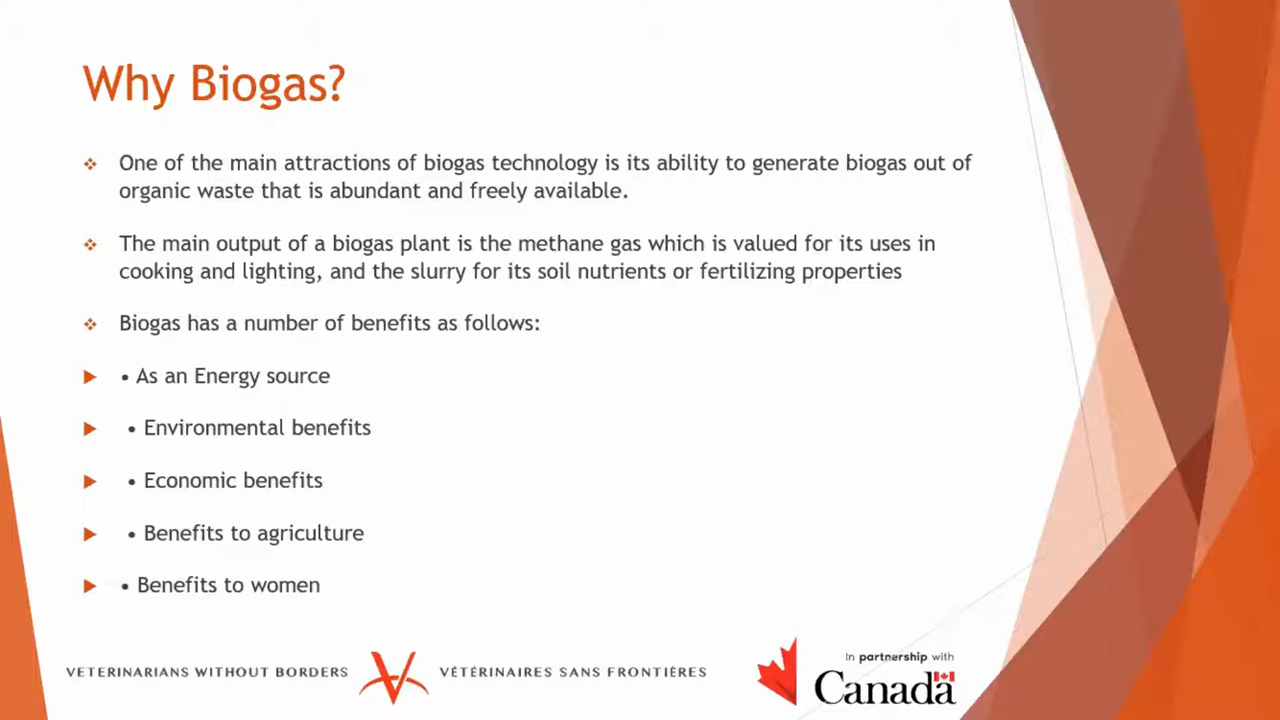 Why Biogas?
One of the main attractions of biogas technology is its ability to generate biogas out of
organic waste that is abundant and freely available.
The main output of a biogas plant is the methane gas which is valued for its uses in
cooking and lighting, and the slurry for its soil nutrients or fertilizing properties
Biogas has a number of benefits as follows:
• As an Energy source
• Environmental benefits
• Economic benefits
• Benefits to agriculture
• Benefits to women
VETERINARIANS WITHOUT BORDERS VÉTÉRINAIRES SANS FRONTIÈRES
In partnership with
Canada